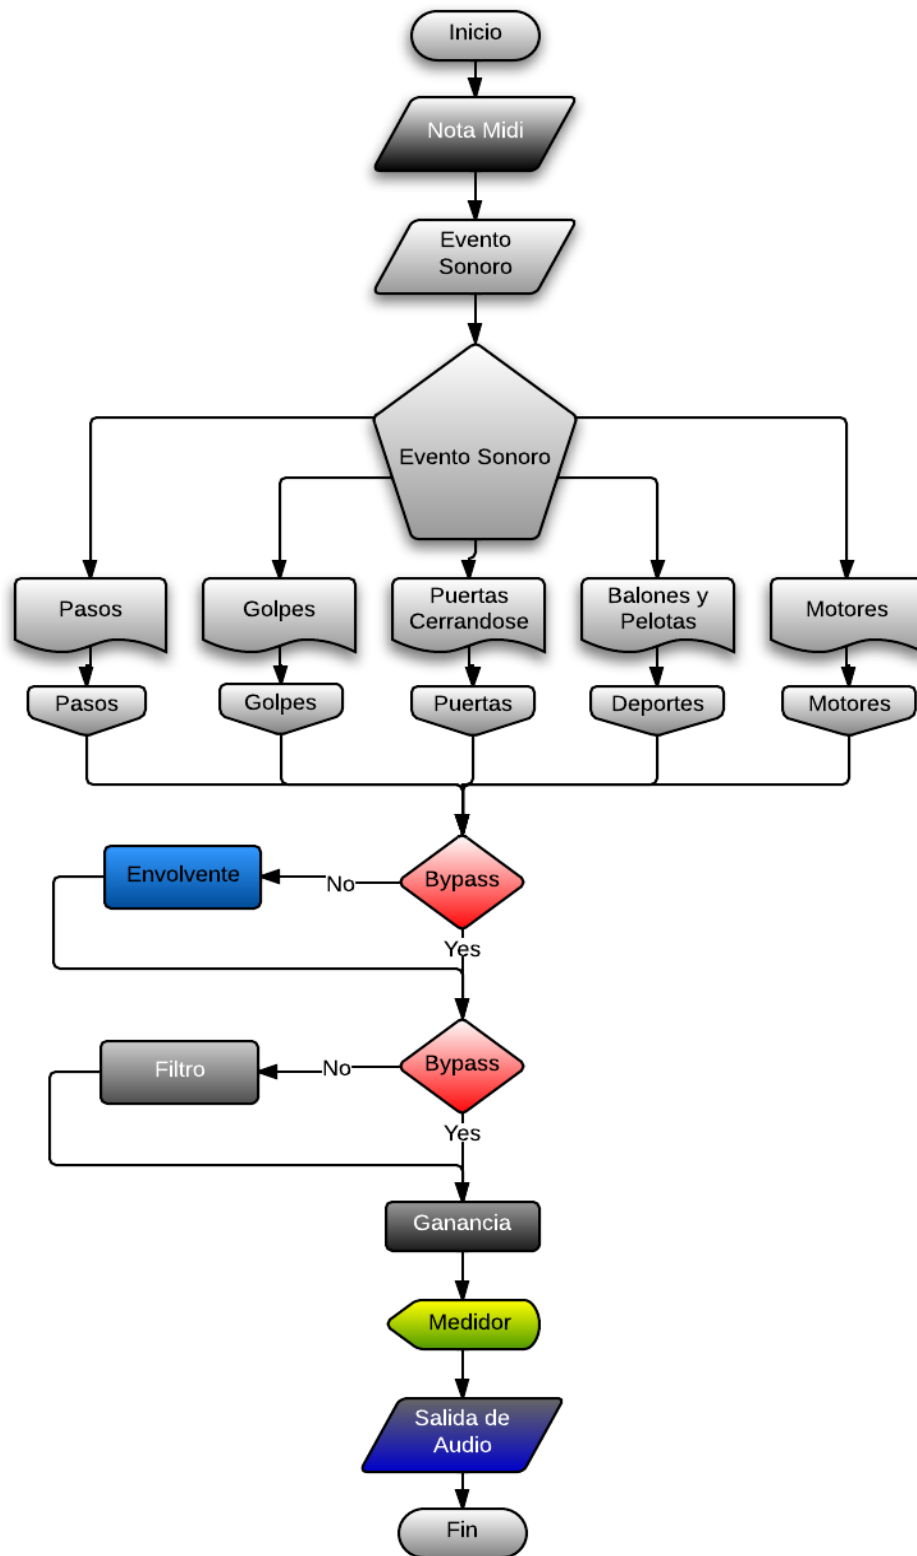 Inicio
Nota Midi
Evento
Sonoro
Evento Sonoro
Pasos
Golpes
Puertas
Cerrandose
Balones y
Pelotas
Motores
Pasos
Golpes
Puertas
Deportes
Motores
Envolvente
No
Bypass
Yes
Filtro
No
Bypass
Yes
Ganancia
Medidor
Salida de
Audio
Fin